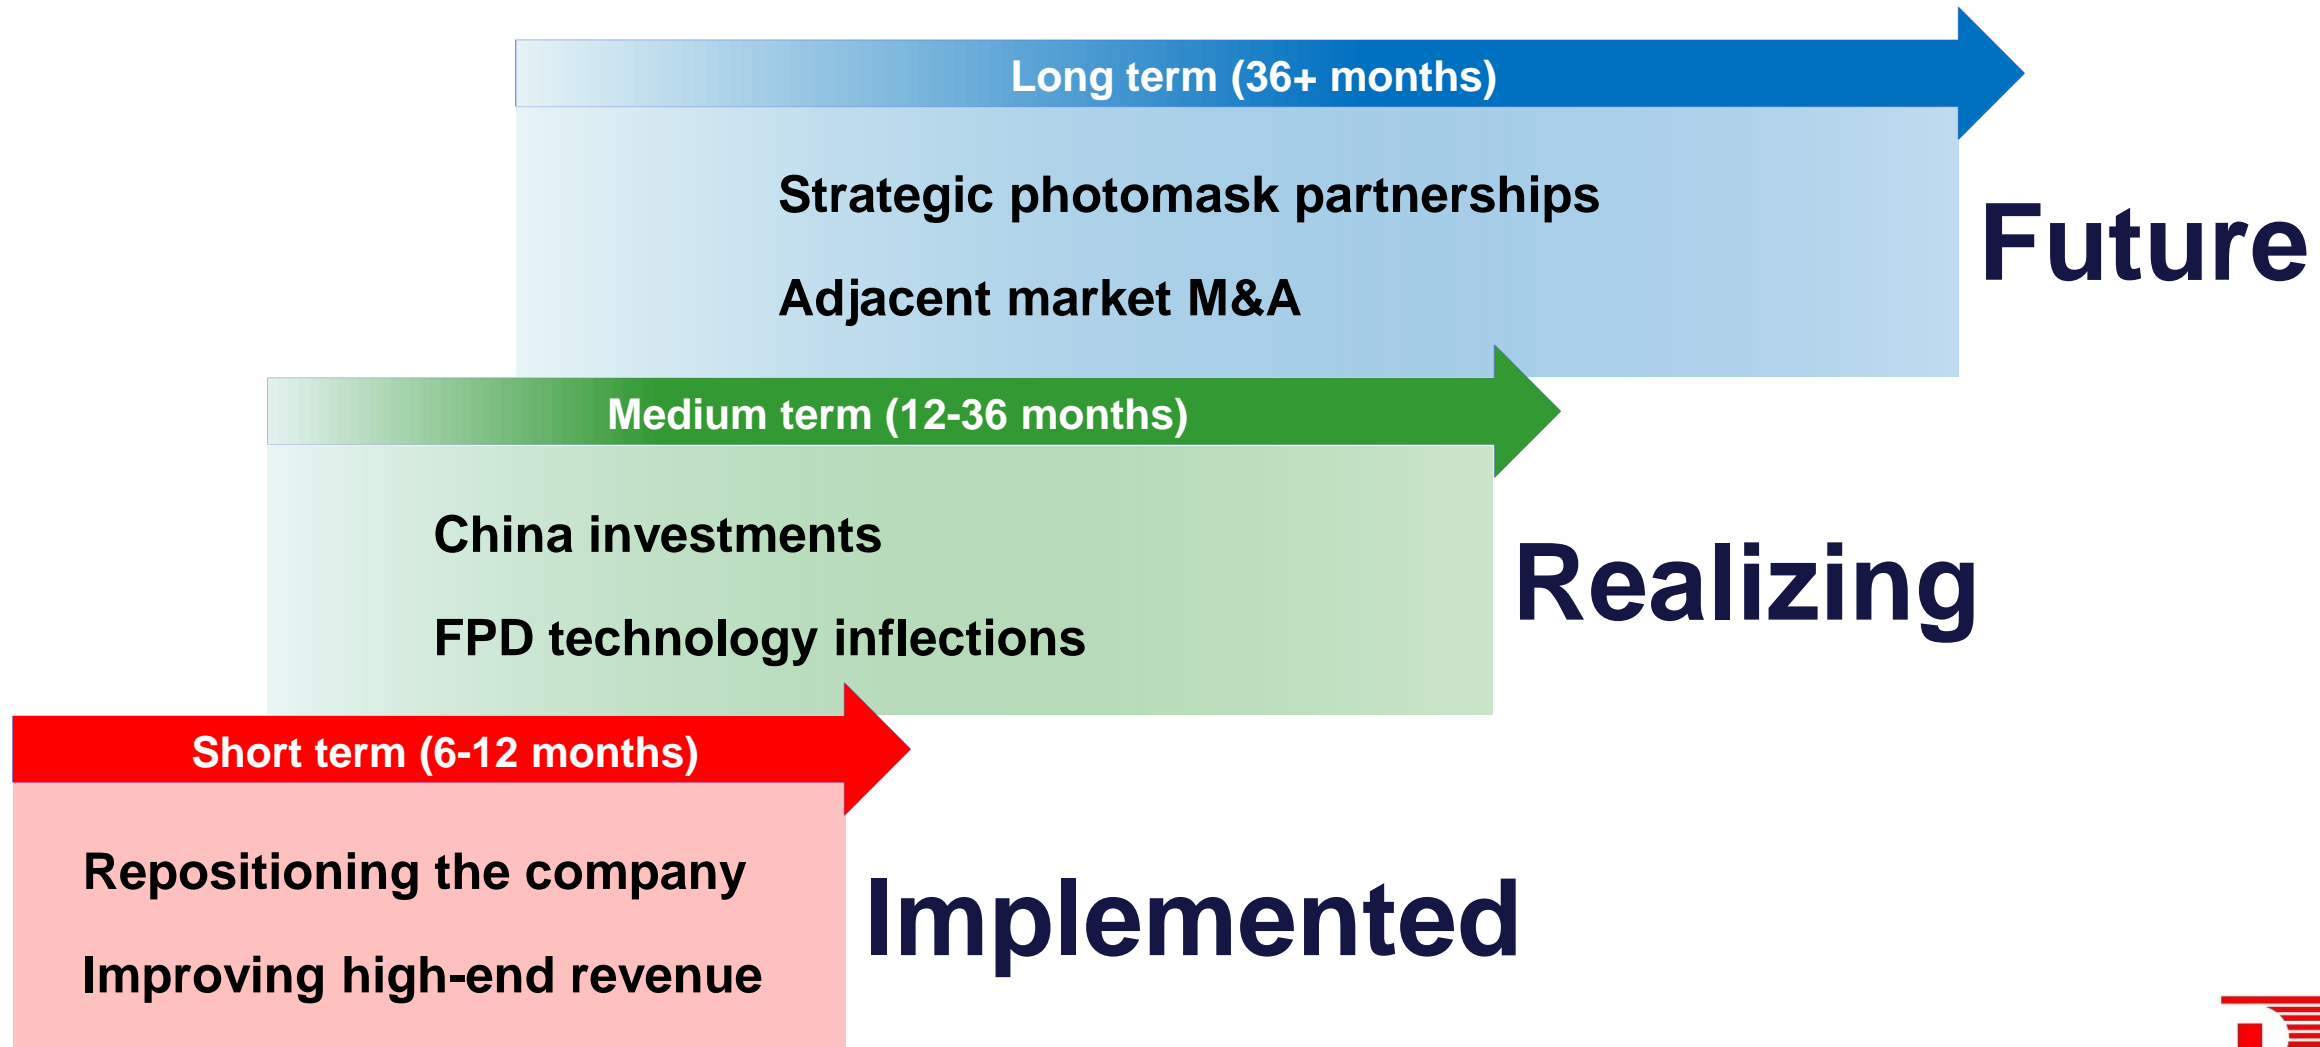 Long term (36+ months)
Strategic photomask partnerships
Adjacent market M&A
Future
Medium term (12-36 months)
China investments
FPD technology inflections
Realizing
Short term (6-12 months)
Repositioning the company
Improving high-end revenue
Implemented